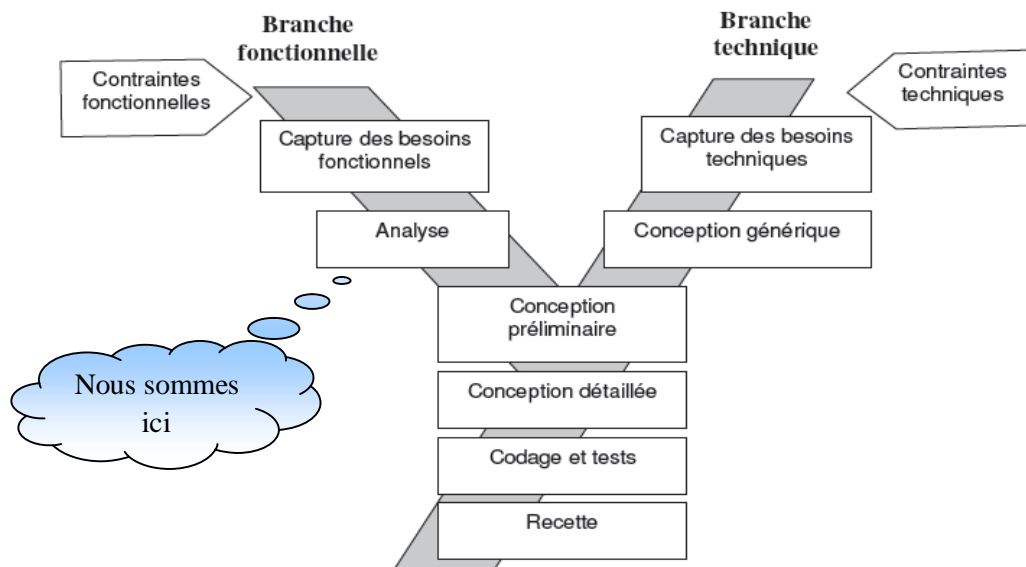 Branche
fonctionnelle
Branche
technique
Contraintes
fonctionnelles
Contraintes
techniques
Capture des besoins
fonctionnels
Capture des besoins
techniques
Analyse
Conception générique
Conception
préliminaire
Nous sommes
ici
Conception détaillée
Codage et tests
Recette